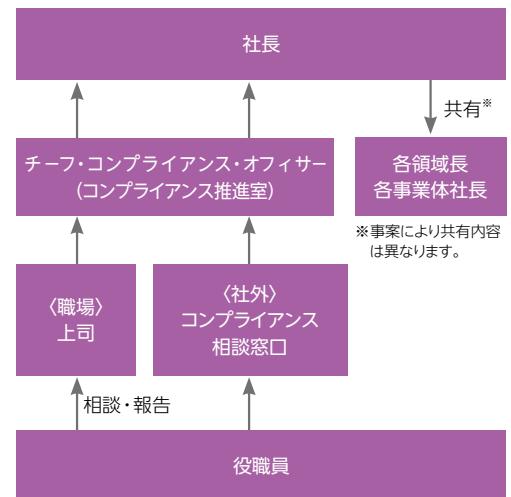 社長
共有※
チーフ・コンプライアンス・オフィサー
(コンプライアンス推進室)
各領域長
各事業体社長
※事案により共有内容
は異なります。
〈職場〉
上司
〈社外〉
コンプライアンス
相談窓口
相談・報告
役職員